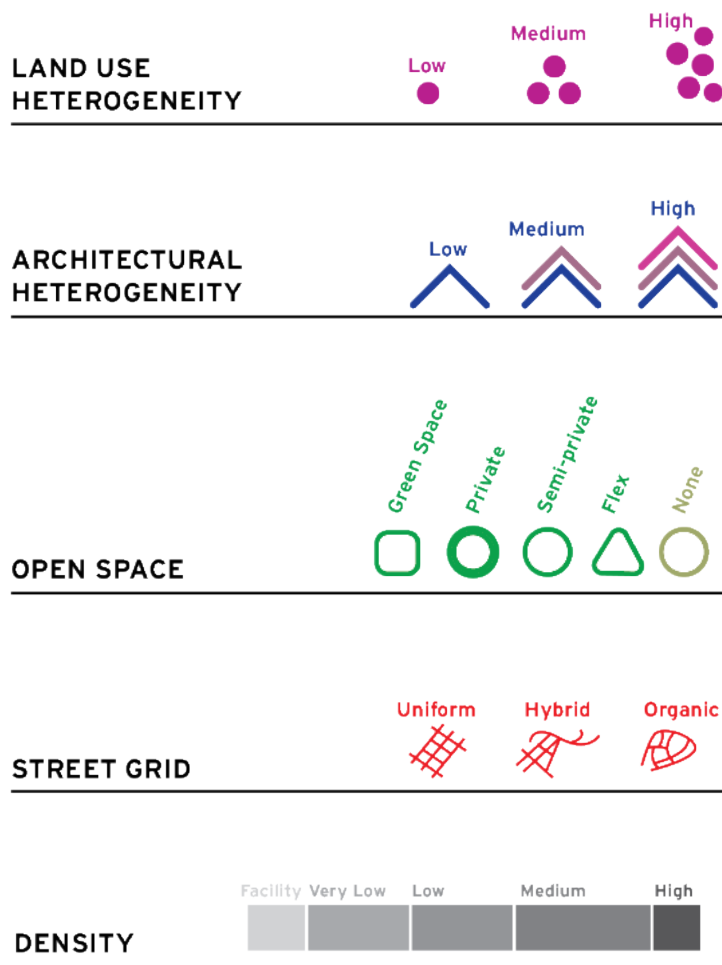 LAND USE
HETEROGENEITY
Low
Medium
High
ARCHITECTURAL
HETEROGENEITY
Low
Medium
High
OPEN SPACE
Green Space
Private
Semi-private
Flex
None
STREET GRID
Uniform
Hybrid
Organic
DENSITY
Facility
Very Low
Low
Medium
High